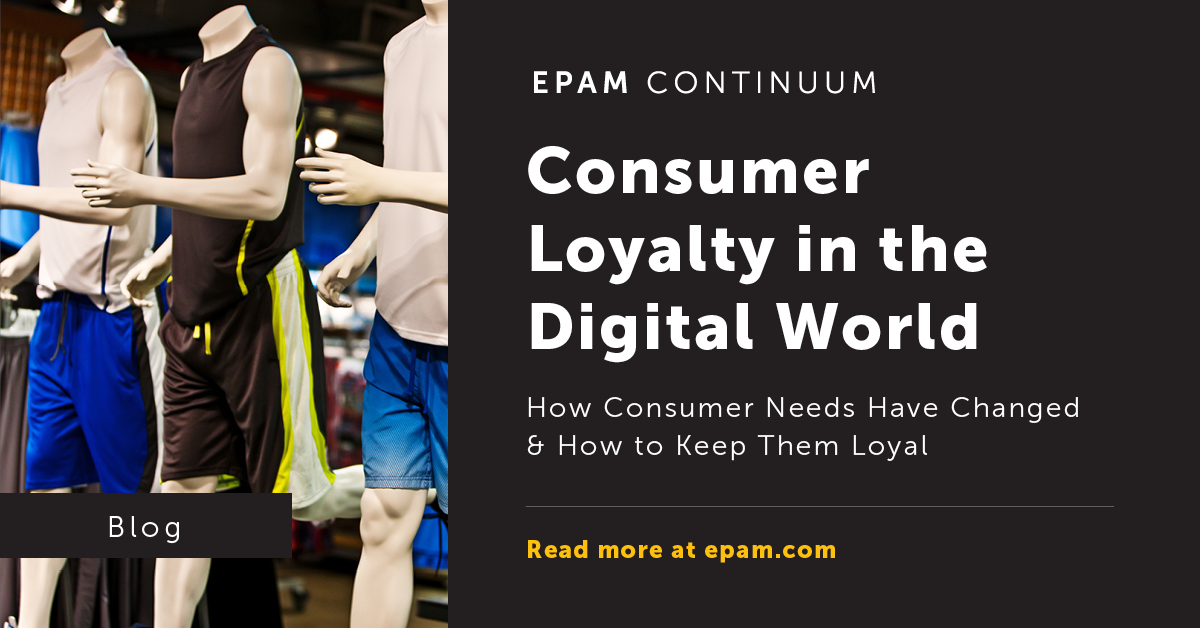 EPAM CONTINUUM
Consumer
Loyalty in the
Digital World
How Consumer Needs Have Changed
& How to Keep Them Loyal
Blog
Read more at epam.com